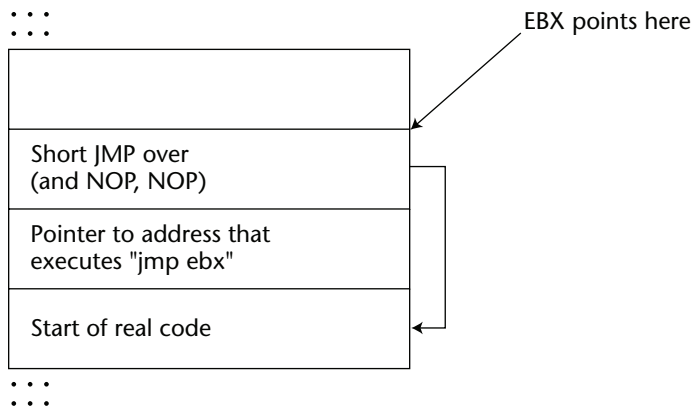 EBX points here
Short JMP over
(and NOP, NOP)
Pointer to address that
executes "jmp ebx"
Start of real code